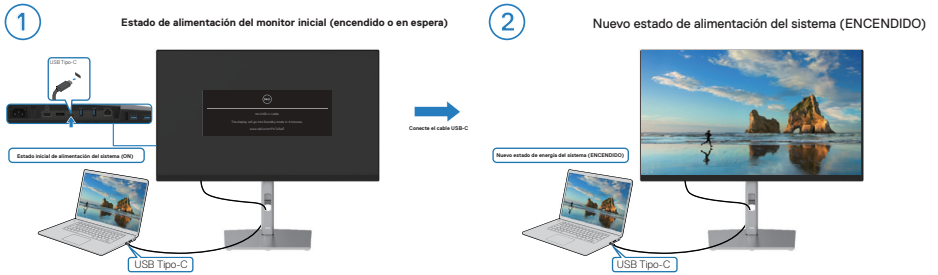 1
Estado de alimentación del monitor inicial (encendido o en espera)
USB Tipo-C
DELL
Estado inicial de alimentación del sistema (ON)
USB Tipo-C
Conecte el cable USB-C
2
Nuevo estado de alimentación del sistema (ENCENDIDO)
Nuevo estado de energía del sistema (ENCENDIDO)
USB Tipo-C